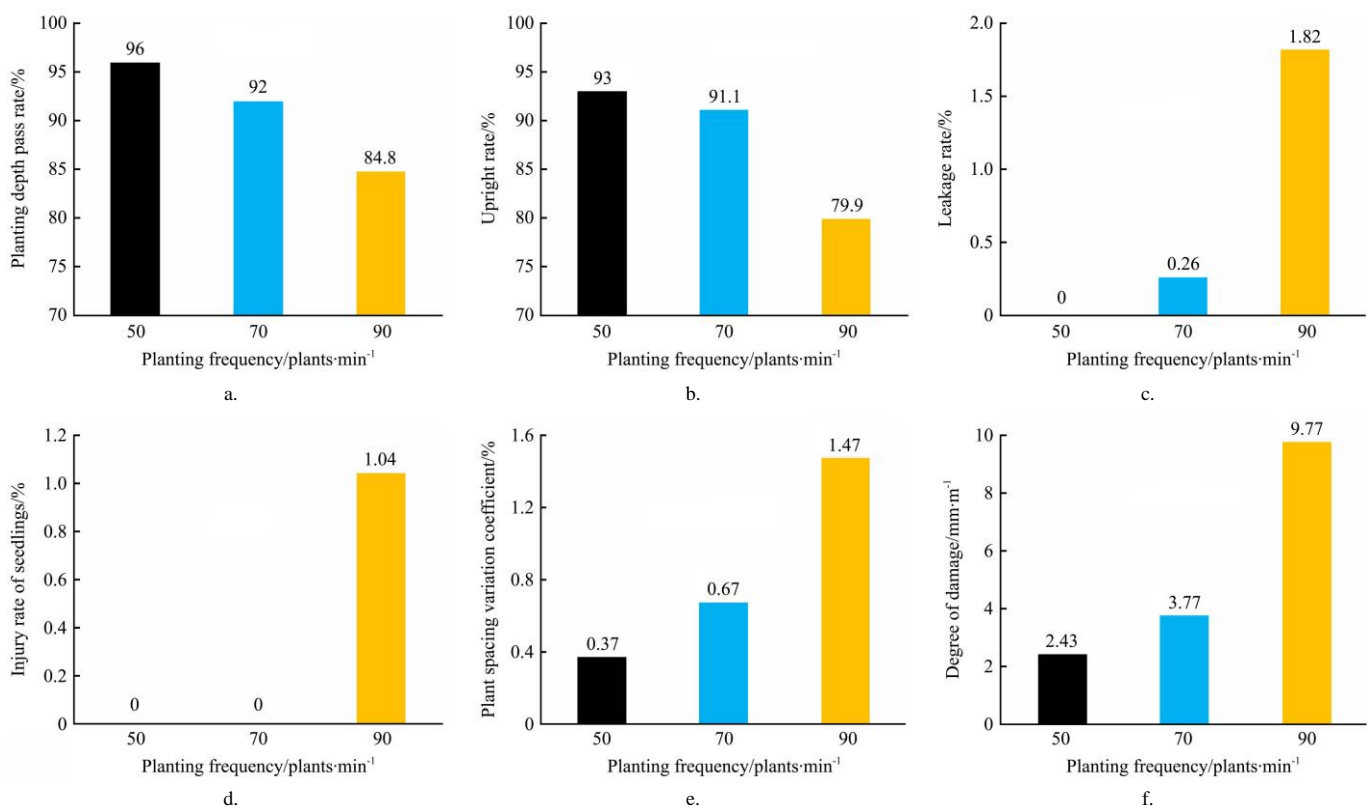 Planting depth pass rate/%
100
95
90
85
80
75
70
96
92
84.8
50 70 90
Planting frequency/plants·min⁻¹
a.
Upright rate/%
100
95
90
85
80
75
70
93
91.1
79.9
50 70 90
Planting frequency/plants·min⁻¹
b.
Leakage rate/%
2.0
1.5
1.0
0.5
0
0
0.26
1.82
50 70 90
Planting frequency/plants·min⁻¹
c.
Injury rate of seedlings/%
1.2
1.0
0.8
0.6
0.4
0.2
0
0
0
1.04
50 70 90
Planting frequency/plants·min⁻¹
d.
Plant spacing variation coefficient/%
1.6
1.2
0.8
0.4
0
0.37
0.67
1.47
50 70 90
Planting frequency/plants·min⁻¹
e.
Degree of damage/mm·m⁻¹
10
8
6
4
2
0
2.43
3.77
9.77
50 70 90
Planting frequency/plants·min⁻¹
f.